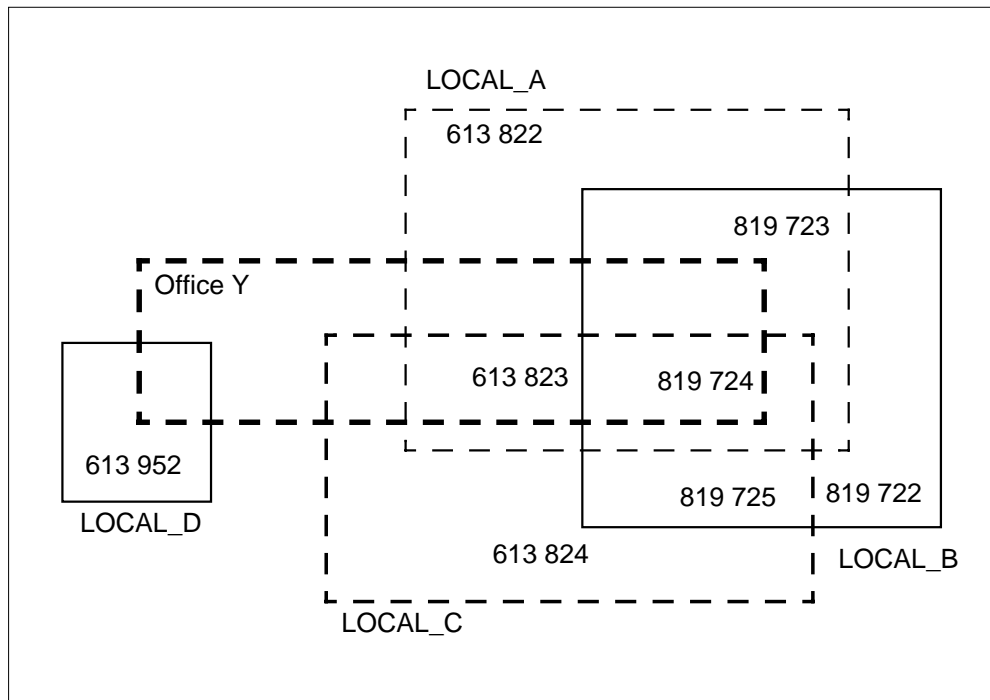 LOCAL_A
613 822
819 723
Office Y
613 823
819 724
613 952
819 725
819 722
LOCAL_D
613 824
LOCAL_B
LOCAL_C